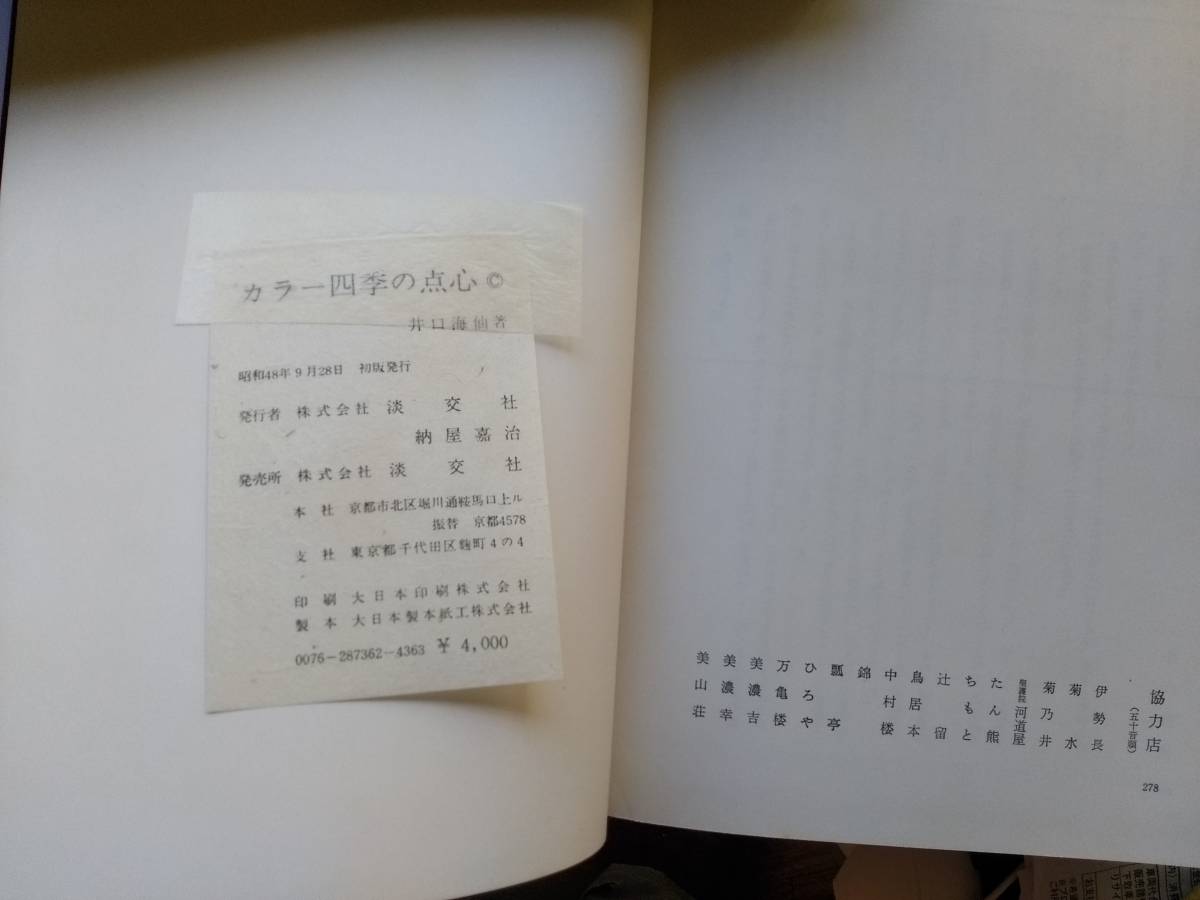 協力店
(五十音順)
伊勢長
菊水
菊乃井
聖護院河道屋
たん熊
ちもと
辻留
鳥居本
中村楼
錦
瓢亭
ひろや
万亀楼
美濃吉
美濃幸
美山荘
278
カラー四季の点心 ©
井口海仙著
昭和48年9月28日 初版発行
発行者 株式会社 淡交社
納屋嘉治
発売所 株式会社 淡交社
本社 京都市北区堀川通鞍馬口上ル
振替 京都4578
支社 東京都千代田区麹町4の4
印刷 大日本印刷株式会社
製本 大日本製本紙工株式会社
0076-287362-4363 ¥ 4,000